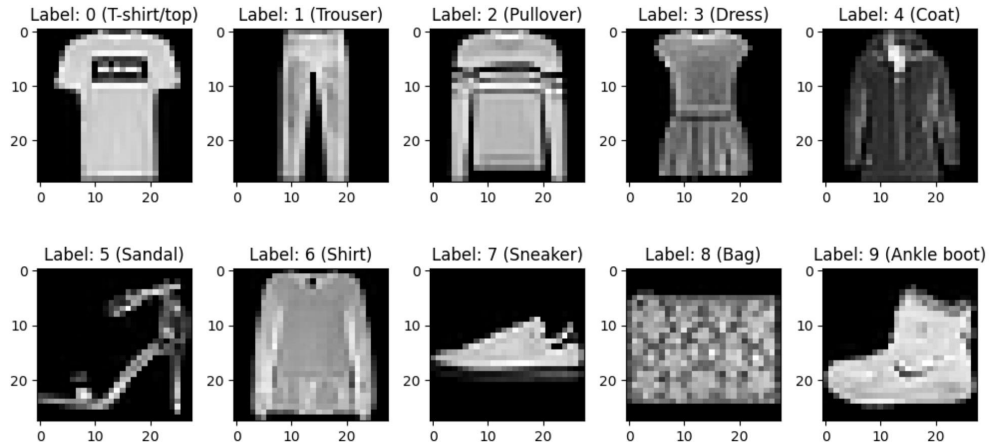 Label: 0 (T-shirt/top) Label: 1 (Trouser) Label: 2 (Pullover) Label: 3 (Dress) Label: 4 (Coat)
0 0 0 0 0
10 10 10 10 10
20 20 20 20 20
0 10 20 0 10 20 0 10 20 0 10 20 0 10 20
Label: 5 (Sandal) Label: 6 (Shirt) Label: 7 (Sneaker) Label: 8 (Bag) Label: 9 (Ankle boot)
0 0 0 0 0
10 10 10 10 10
20 20 20 20 20
0 10 20 0 10 20 0 10 20 0 10 20 0 10 20